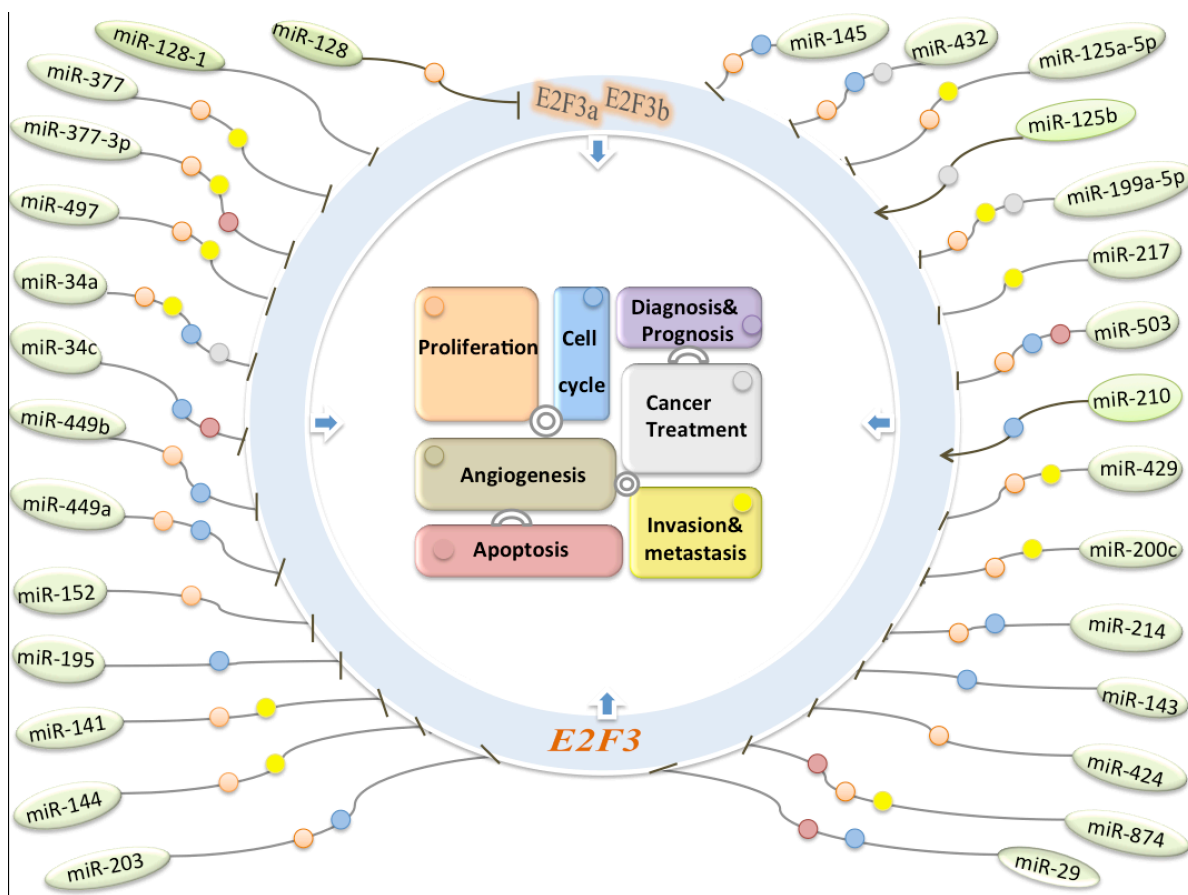 miR-128-1
miR-128
miR-145
miR-432
miR-125a-5p
miR-377
miR-125b
miR-377-3p
miR-199a-5p
miR-497
miR-217
miR-34a
miR-503
miR-34c
miR-210
miR-449b
miR-429
miR-449a
miR-200c
miR-152
miR-214
miR-195
miR-143
miR-141
miR-424
miR-144
miR-874
miR-203
miR-29
E2F3a E2F3b
Proliferation
Cell
cycle
Diagnosis&
Prognosis
Cancer
Treatment
Angiogenesis
Invasion&
metastasis
Apoptosis
E2F3